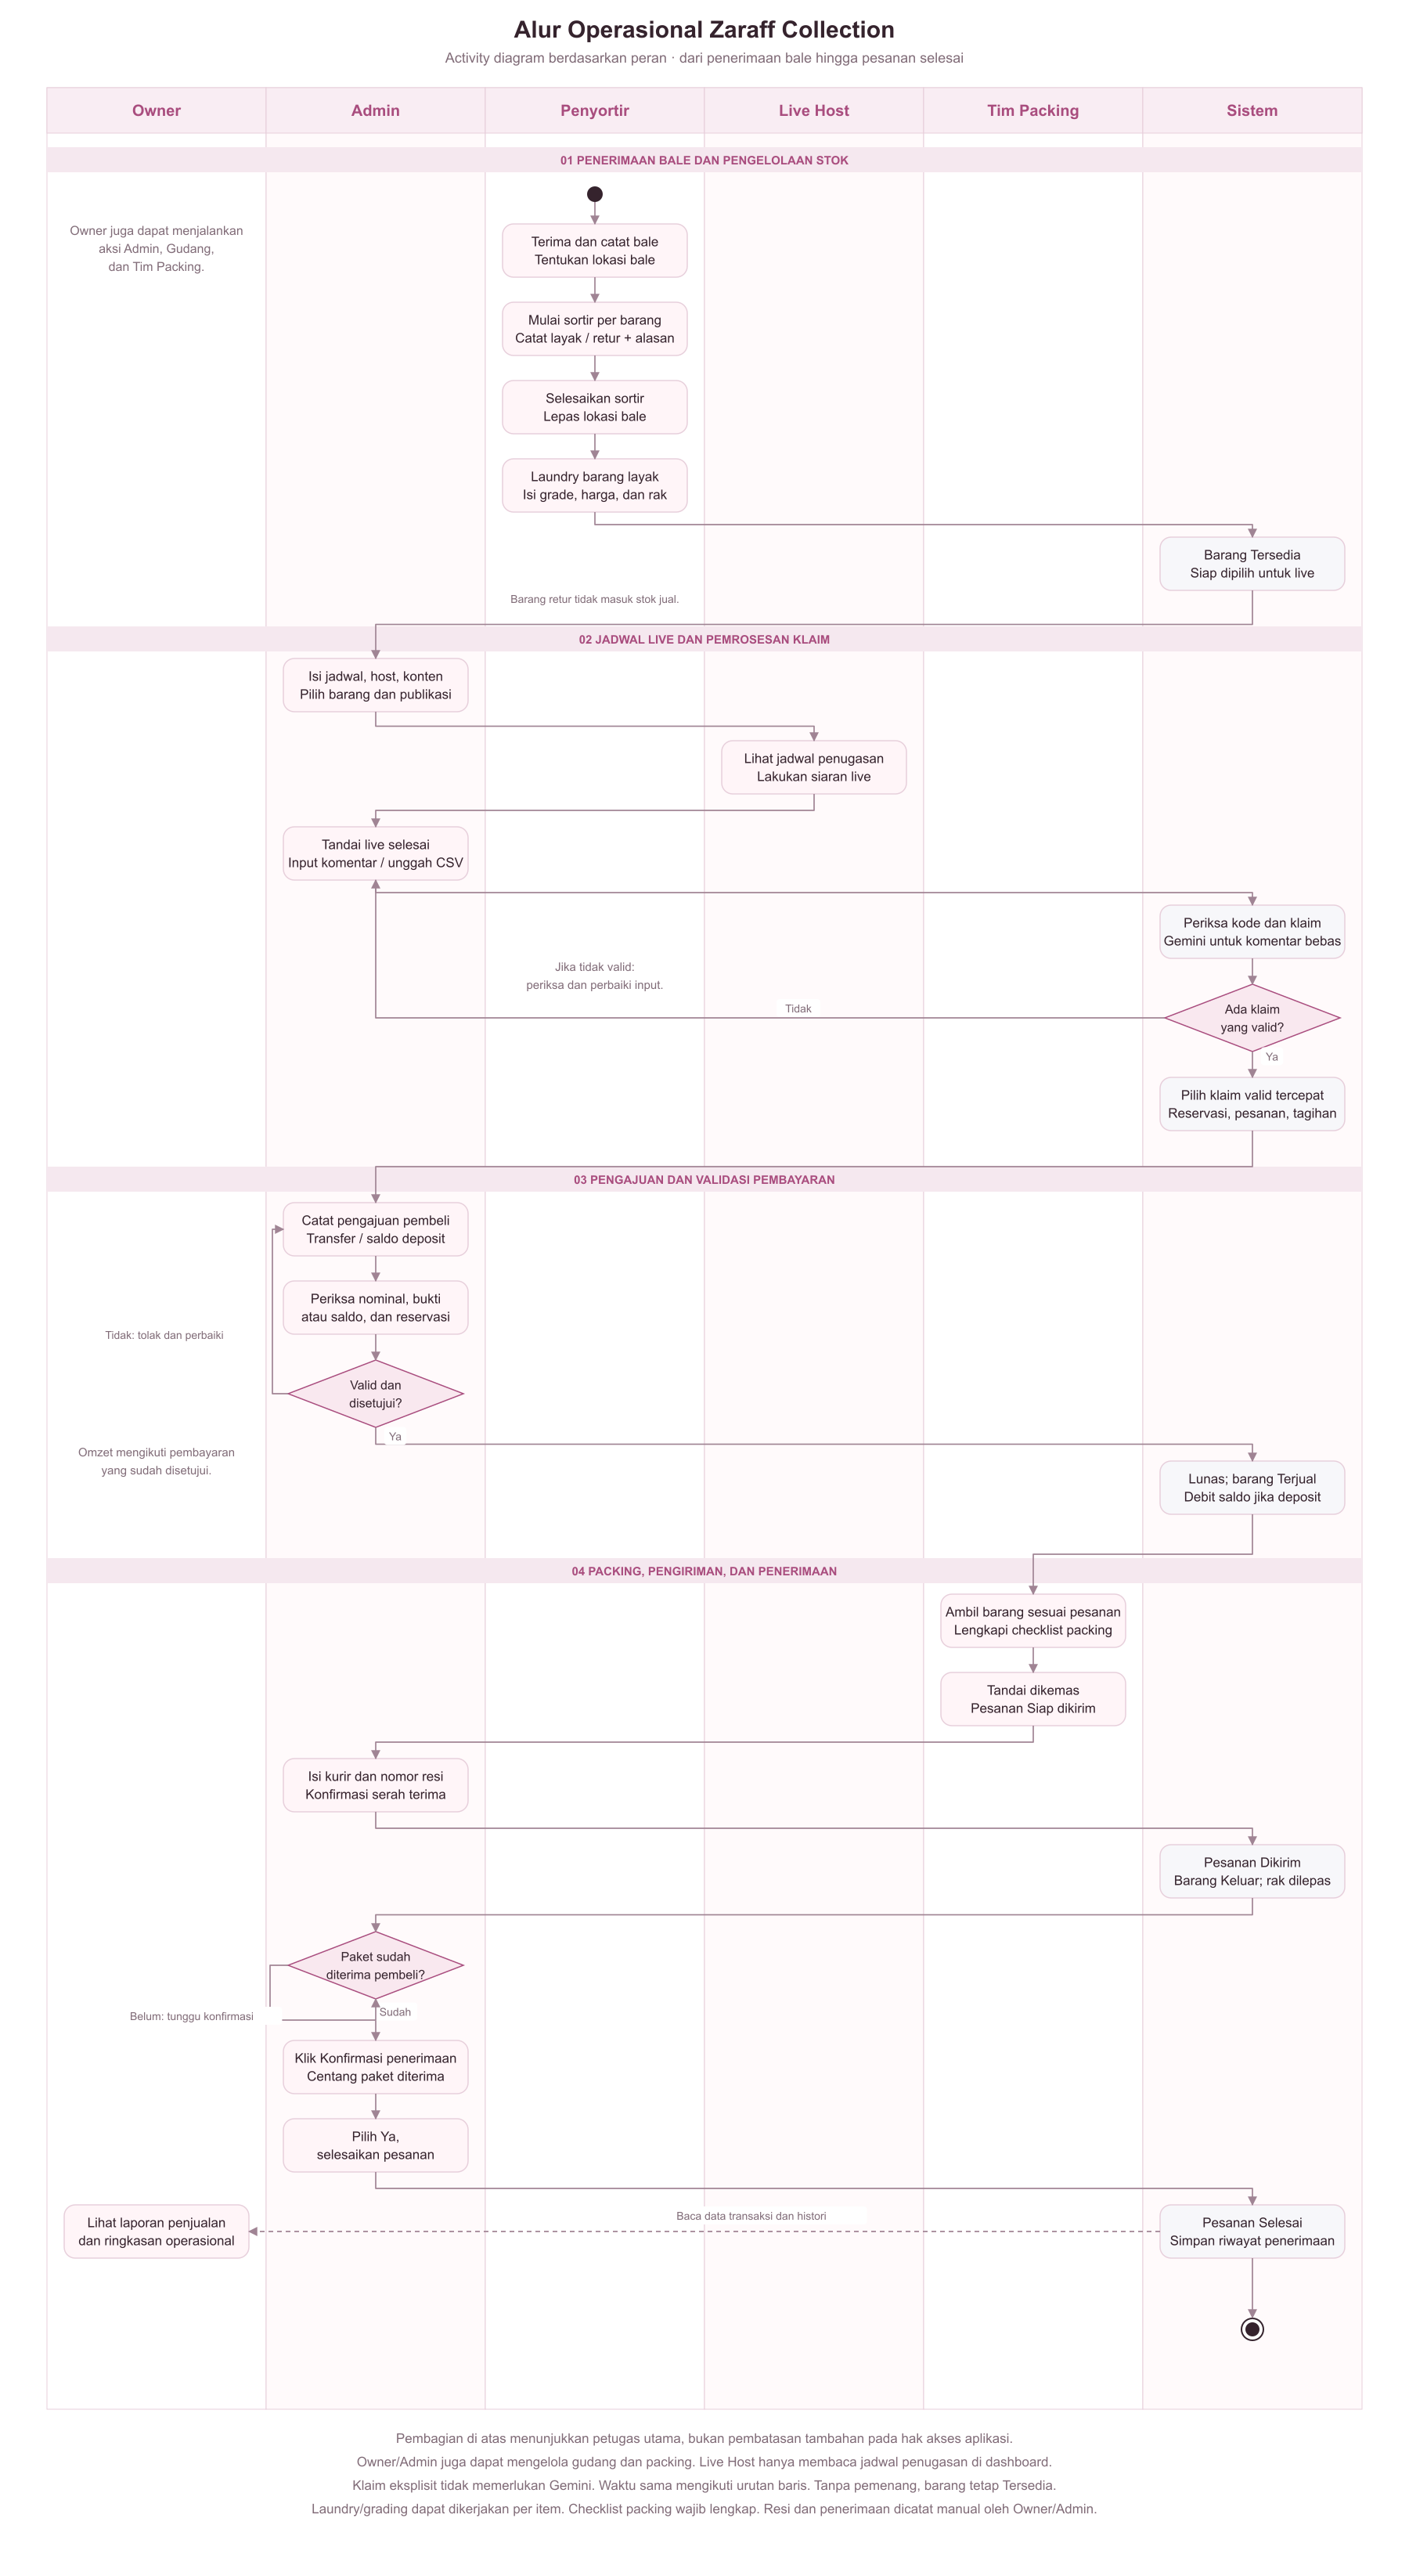 Alur Operasional Zaraff Collection
Activity diagram berdasarkan peran · dari penerimaan bale hingga pesanan selesai
Owner
Admin
Penyortir
Live Host
Tim Packing
Sistem
01 PENERIMAAN BALE DAN PENGELOLAAN STOK
Owner juga dapat menjalankan
aksi Admin, Gudang,
dan Tim Packing.
Terima dan catat bale
Tentukan lokasi bale
Mulai sortir per barang
Catat layak / retur + alasan
Selesaikan sortir
Lepas lokasi bale
Laundry barang layak
Isi grade, harga, dan rak
Barang Tersedia
Siap dipilih untuk live
Barang retur tidak masuk stok jual.
02 JADWAL LIVE DAN PEMROSESAN KLAIM
Isi jadwal, host, konten
Pilih barang dan publikasi
Lihat jadwal penugasan
Lakukan siaran live
Tandai live selesai
Input komentar / unggah CSV
Periksa kode dan klaim
Gemini untuk komentar bebas
Jika tidak valid:
periksa dan perbaiki input.
Tidak
Ada klaim
yang valid?
Ya
Pilih klaim valid tercepat
Reservasi, pesanan, tagihan
03 PENGAJUAN DAN VALIDASI PEMBAYARAN
Catat pengajuan pembeli
Transfer / saldo deposit
Periksa nominal, bukti
atau saldo, dan reservasi
Tidak: tolak dan perbaiki
Valid dan
disetujui?
Ya
Omzet mengikuti pembayaran
yang sudah disetujui.
Lunas; barang Terjual
Debit saldo jika deposit
04 PACKING, PENGIRIMAN, DAN PENERIMAAN
Ambil barang sesuai pesanan
Lengkapi checklist packing
Tandai dikemas
Pesanan Siap dikirim
Isi kurir dan nomor resi
Konfirmasi serah terima
Pesanan Dikirim
Barang Keluar; rak dilepas
Paket sudah
diterima pembeli?
Belum: tunggu konfirmasi
Sudah
Klik Konfirmasi penerimaan
Centang paket diterima
Pilih Ya,
selesaikan pesanan
Lihat laporan penjualan
dan ringkasan operasional
Baca data transaksi dan histori
Pesanan Selesai
Simpan riwayat penerimaan
Pembagian di atas menunjukkan petugas utama, bukan pembatasan tambahan pada hak akses aplikasi.
Owner/Admin juga dapat mengelola gudang dan packing. Live Host hanya membaca jadwal penugasan di dashboard.
Klaim eksplisit tidak memerlukan Gemini. Waktu sama mengikuti urutan baris. Tanpa pemenang, barang tetap Tersedia.
Laundry/grading dapat dikerjakan per item. Checklist packing wajib lengkap. Resi dan penerimaan dicatat manual oleh Owner/Admin.